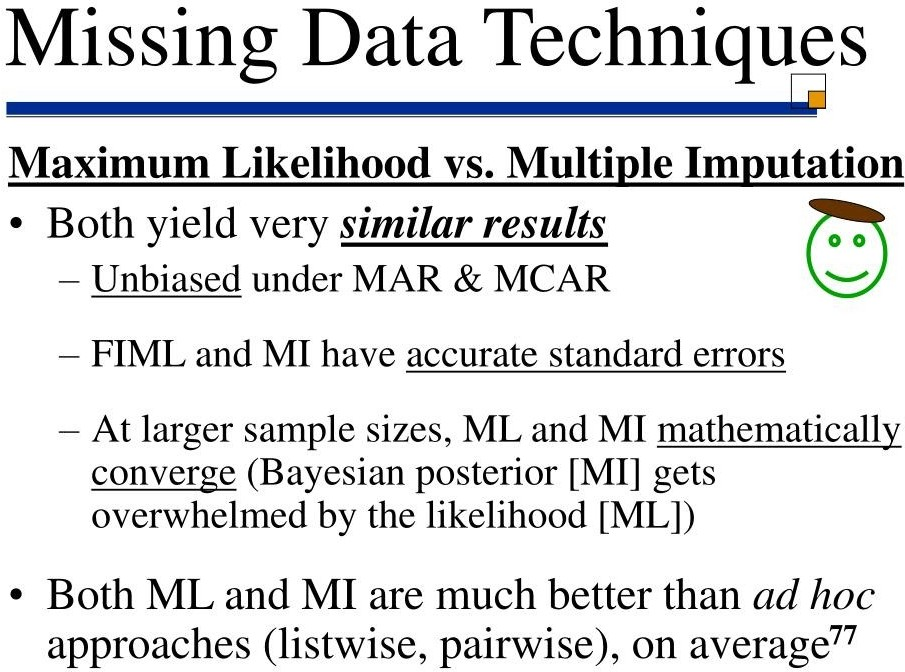 Missing Data Techniques
Maximum Likelihood vs. Multiple Imputation
• Both yield very similar results
– Unbiased under MAR & MCAR
– FIML and MI have accurate standard errors
– At larger sample sizes, ML and MI mathematically
converge (Bayesian posterior [MI] gets
overwhelmed by the likelihood [ML])
• Both ML and MI are much better than ad hoc
approaches (listwise, pairwise), on average77